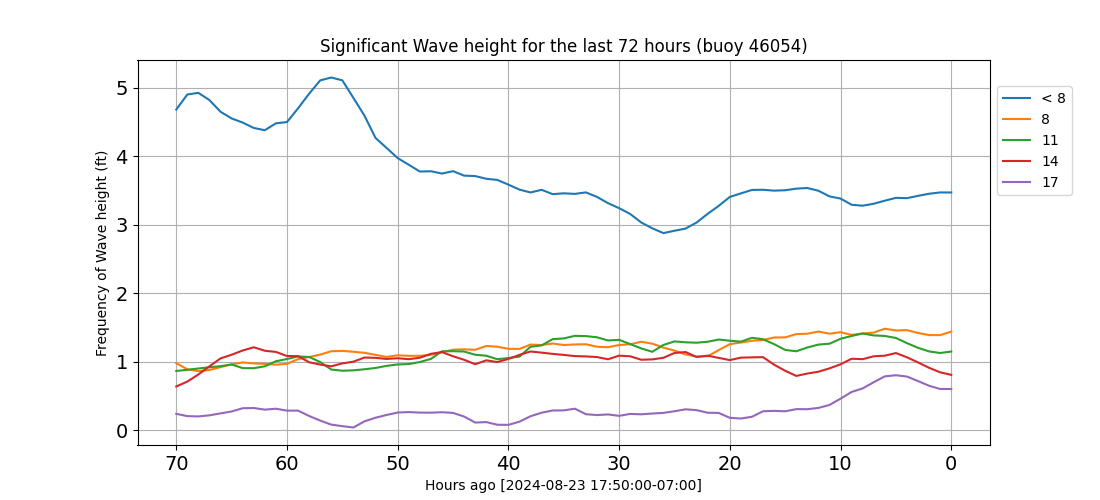 Significant Wave height for the last 72 hours (buoy 46054)
Frequency of Wave height (ft)
5
4
3
2
1
0
70 60 50 40 30 20 10 0
Hours ago [2024-08-23 17:50:00-07:00]
< 8
8
11
14
17